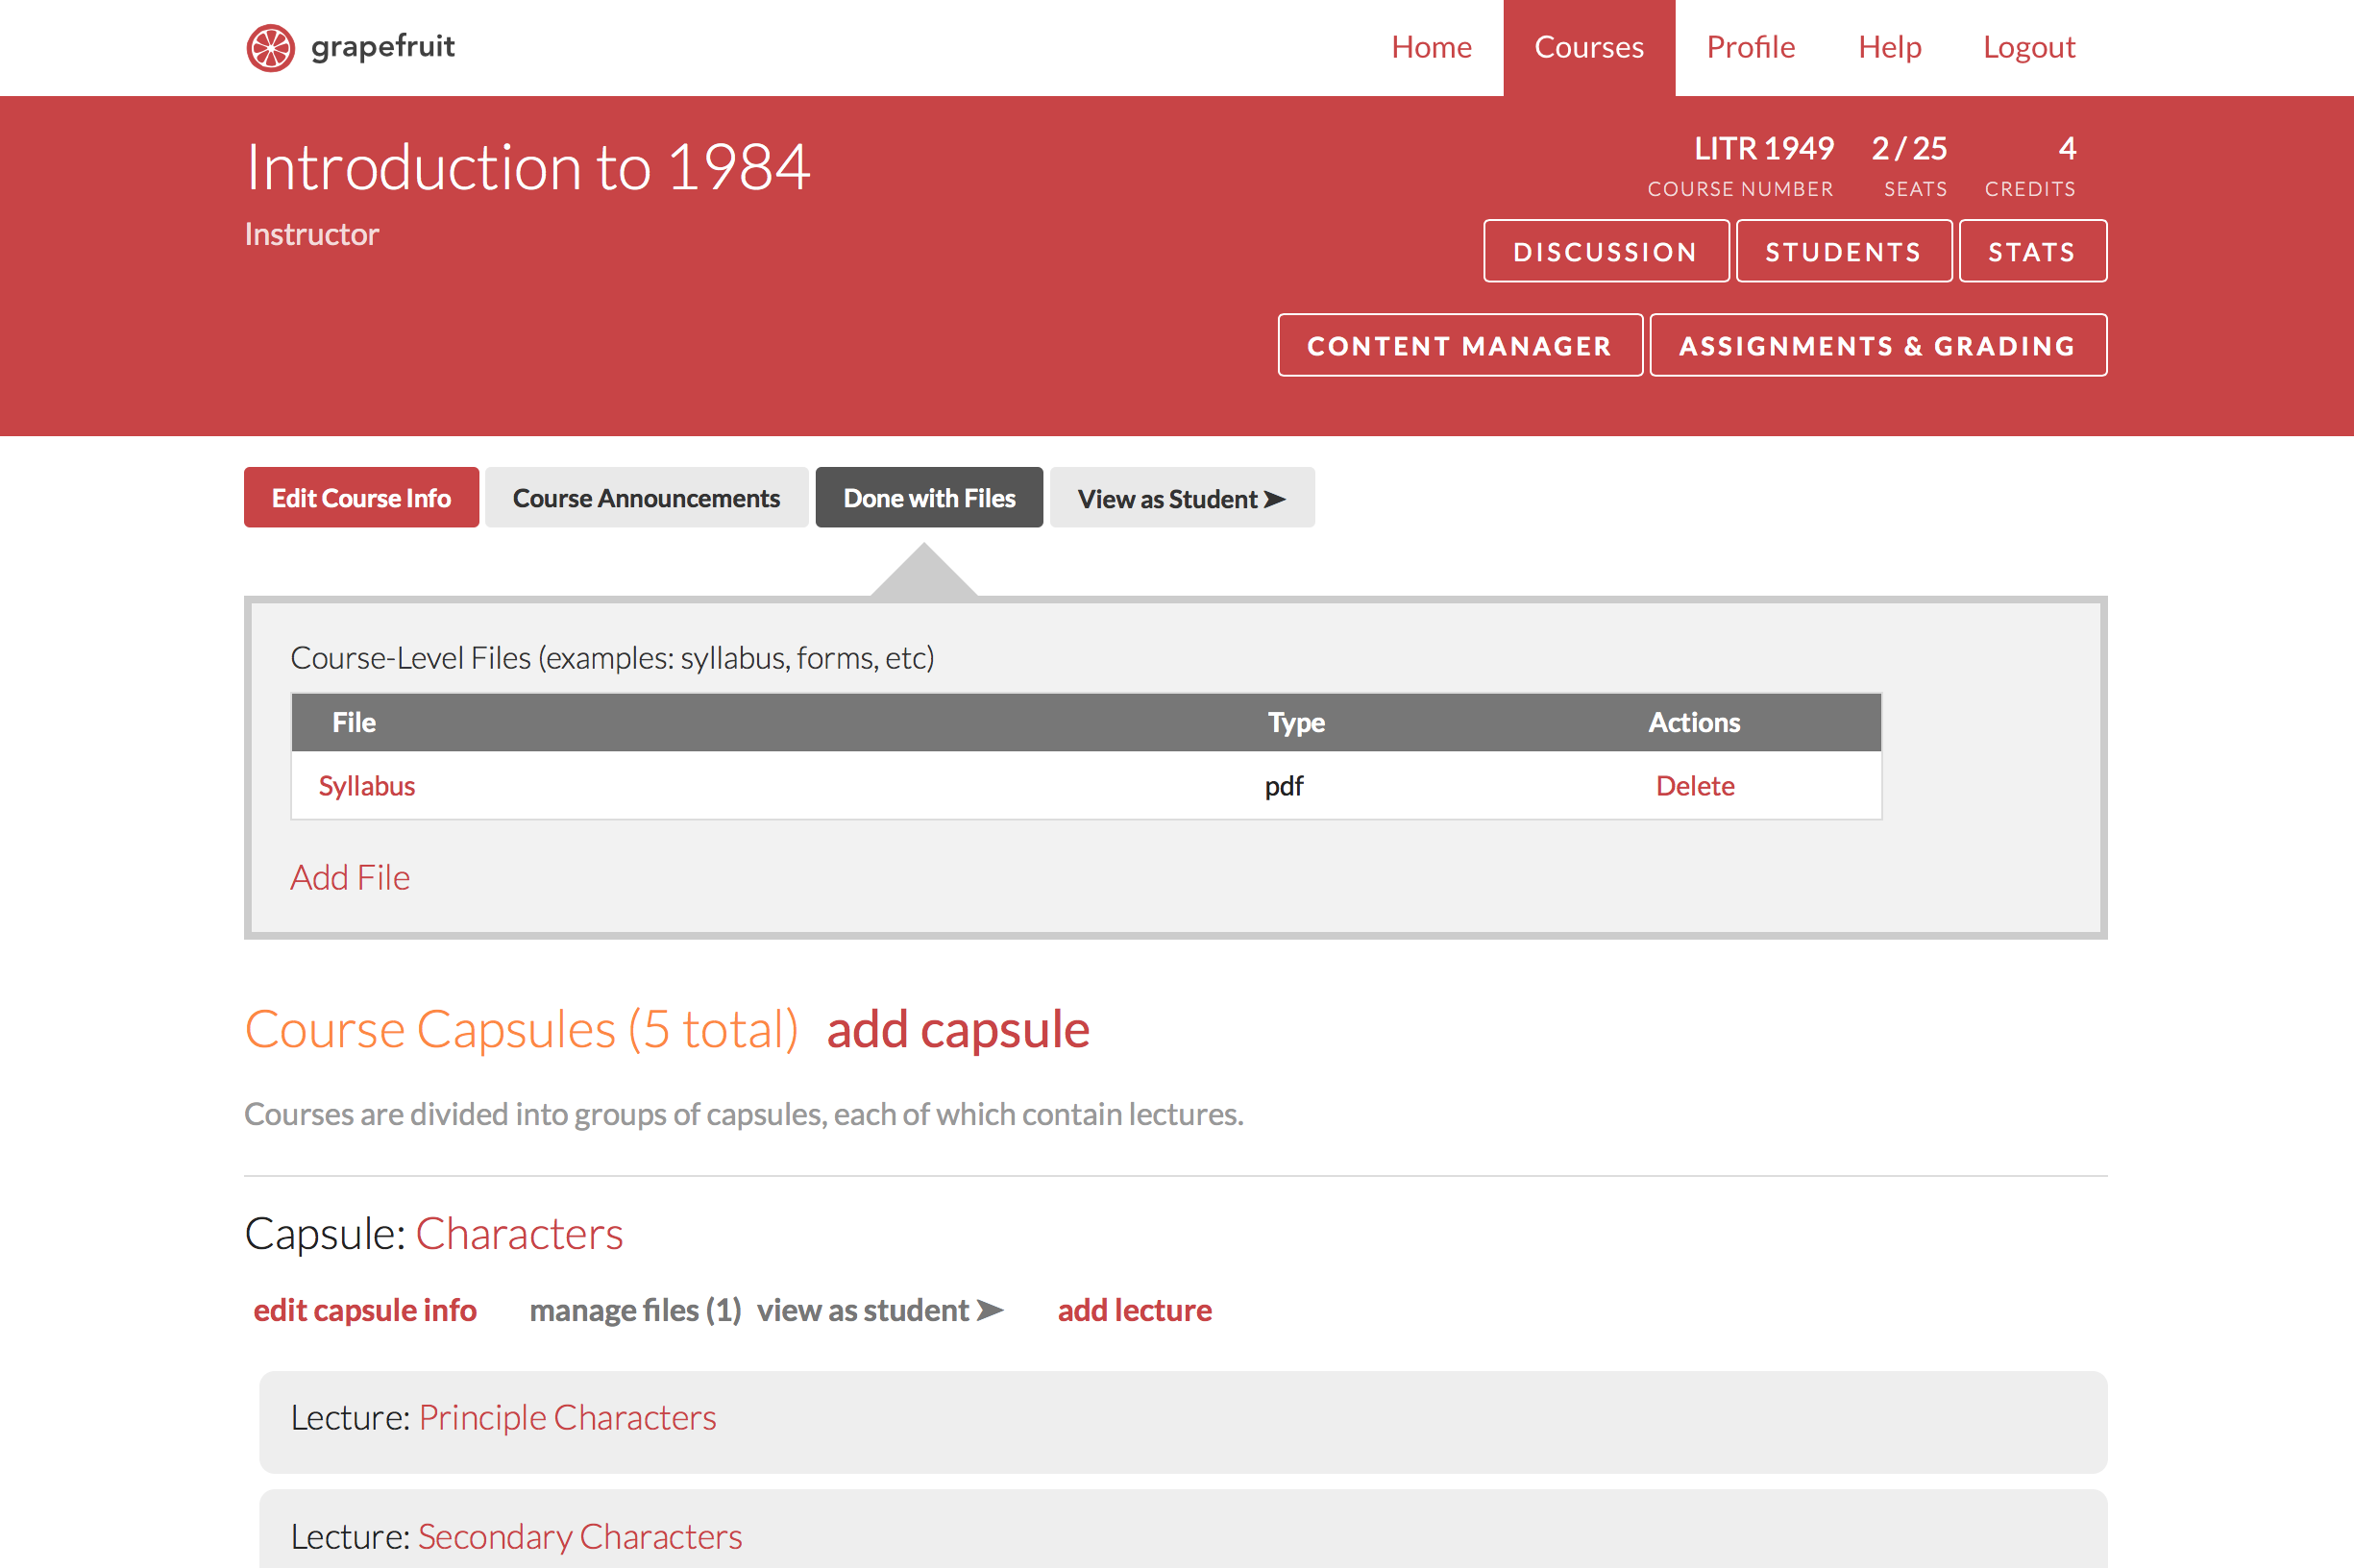 grapefruit
Home Courses Profile Help Logout
Introduction to 1984
Instructor
LITR 1949 2 / 25 4
COURSE NUMBER SEATS CREDITS
DISCUSSION STUDENTS STATS
CONTENT MANAGER ASSIGNMENTS & GRADING
Edit Course Info Course Announcements Done with Files View as Student ➤
Course-Level Files (examples: syllabus, forms, etc)
File Type Actions
Syllabus pdf Delete
Add File
Course Capsules (5 total) add capsule
Courses are divided into groups of capsules, each of which contain lectures.
Capsule: Characters
edit capsule info manage files (1) view as student ➤ add lecture
Lecture: Principle Characters
Lecture: Secondary Characters